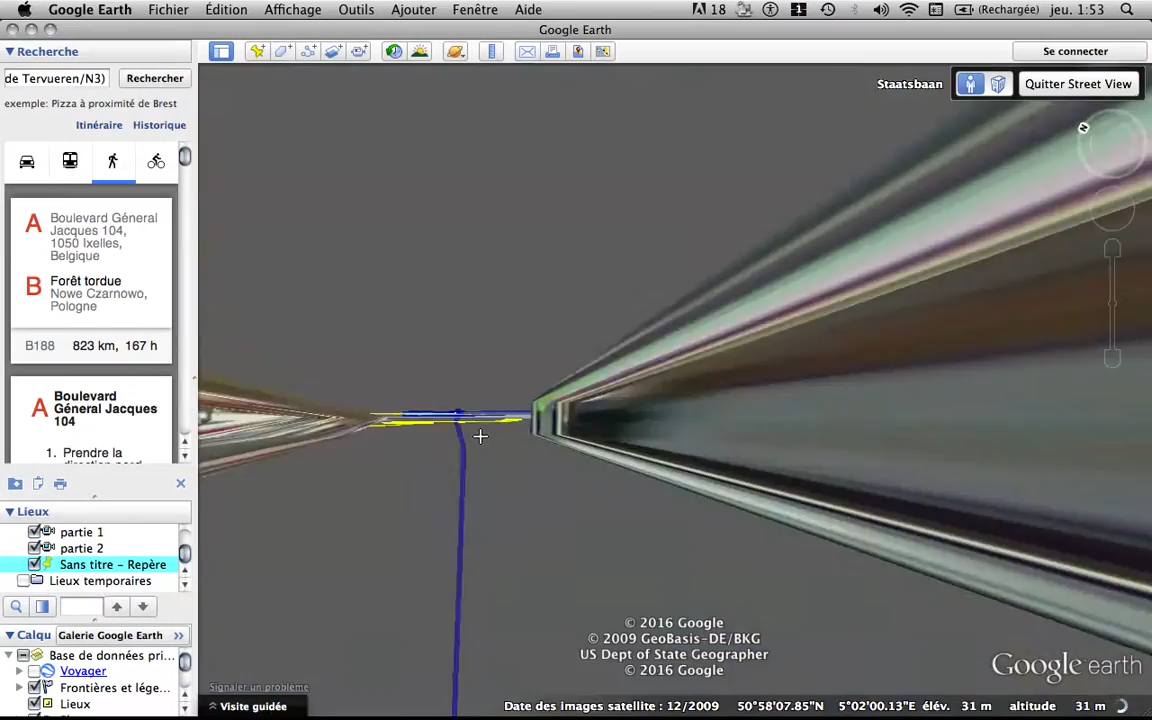 Google Earth Fichier Édition Affichage Outils Ajouter Fenêtre Aide 18 1 (Rechargée) jeu. 1:53
Google Earth
Recherche
Se connecter
de Tervueren/N3) Rechercher
Staatsbaan Quitter Street View
exemple: Pizza à proximité de Brest
Itinéraire Historique
N
A Boulevard Général
Jacques 104,
1050 Ixelles,
Belgique
B Forêt tordue
Nowe Czarnowo,
Pologne
B188 823 km, 167 h
A Boulevard
Général Jacques
104
1. Prendre la
Lieux
partie 1
partie 2
Sans titre – Repère
Lieux temporaires
Calqu Galerie Google Earth >>
Base de données pri...
Voyager
Frontières et lége...
Lieux
© 2016 Google
© 2009 GeoBasis-DE/BKG
US Dept of State Geographer
© 2016 Google
Google earth
Signaler un problème
Visite guidée
Date des images satellite : 12/2009 50°58'07.85"N 5°02'00.13"E élév. 31 m altitude 31 m